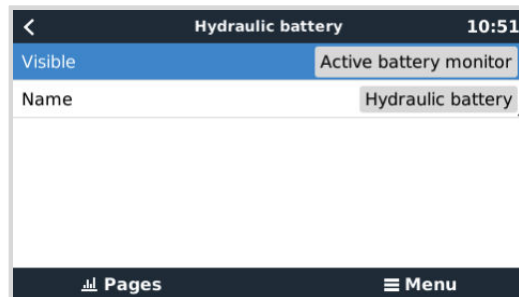 Hydraulic battery 10:51
Visible Active battery monitor
Name Hydraulic battery
Pages Menu